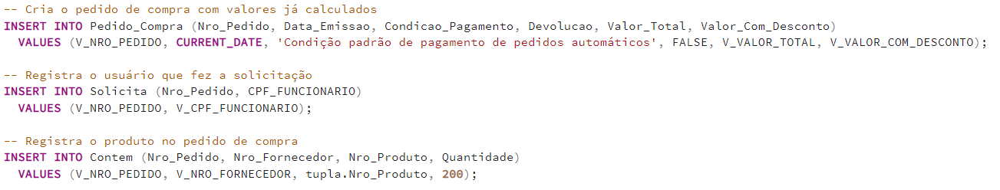 -- Cria o pedido de compra com valores já calculados
INSERT INTO Pedido_Compra (Nro_Pedido, Data_Emissao, Condicao_Pagamento, Devolucao, Valor_Total, Valor_Com_Desconto)
  VALUES (V_NRO_PEDIDO, CURRENT_DATE, 'Condição padrão de pagamento de pedidos automáticos', FALSE, V_VALOR_TOTAL, V_VALOR_COM_DESCONTO);

-- Registra o usuário que fez a solicitação
INSERT INTO Solicita (Nro_Pedido, CPF_FUNCIONARIO)
  VALUES (V_NRO_PEDIDO, V_CPF_FUNCIONARIO);

-- Registra o produto no pedido de compra
INSERT INTO Contem (Nro_Pedido, Nro_Fornecedor, Nro_Produto, Quantidade)
  VALUES (V_NRO_PEDIDO, V_NRO_FORNECEDOR, tupla.Nro_Produto, 200);